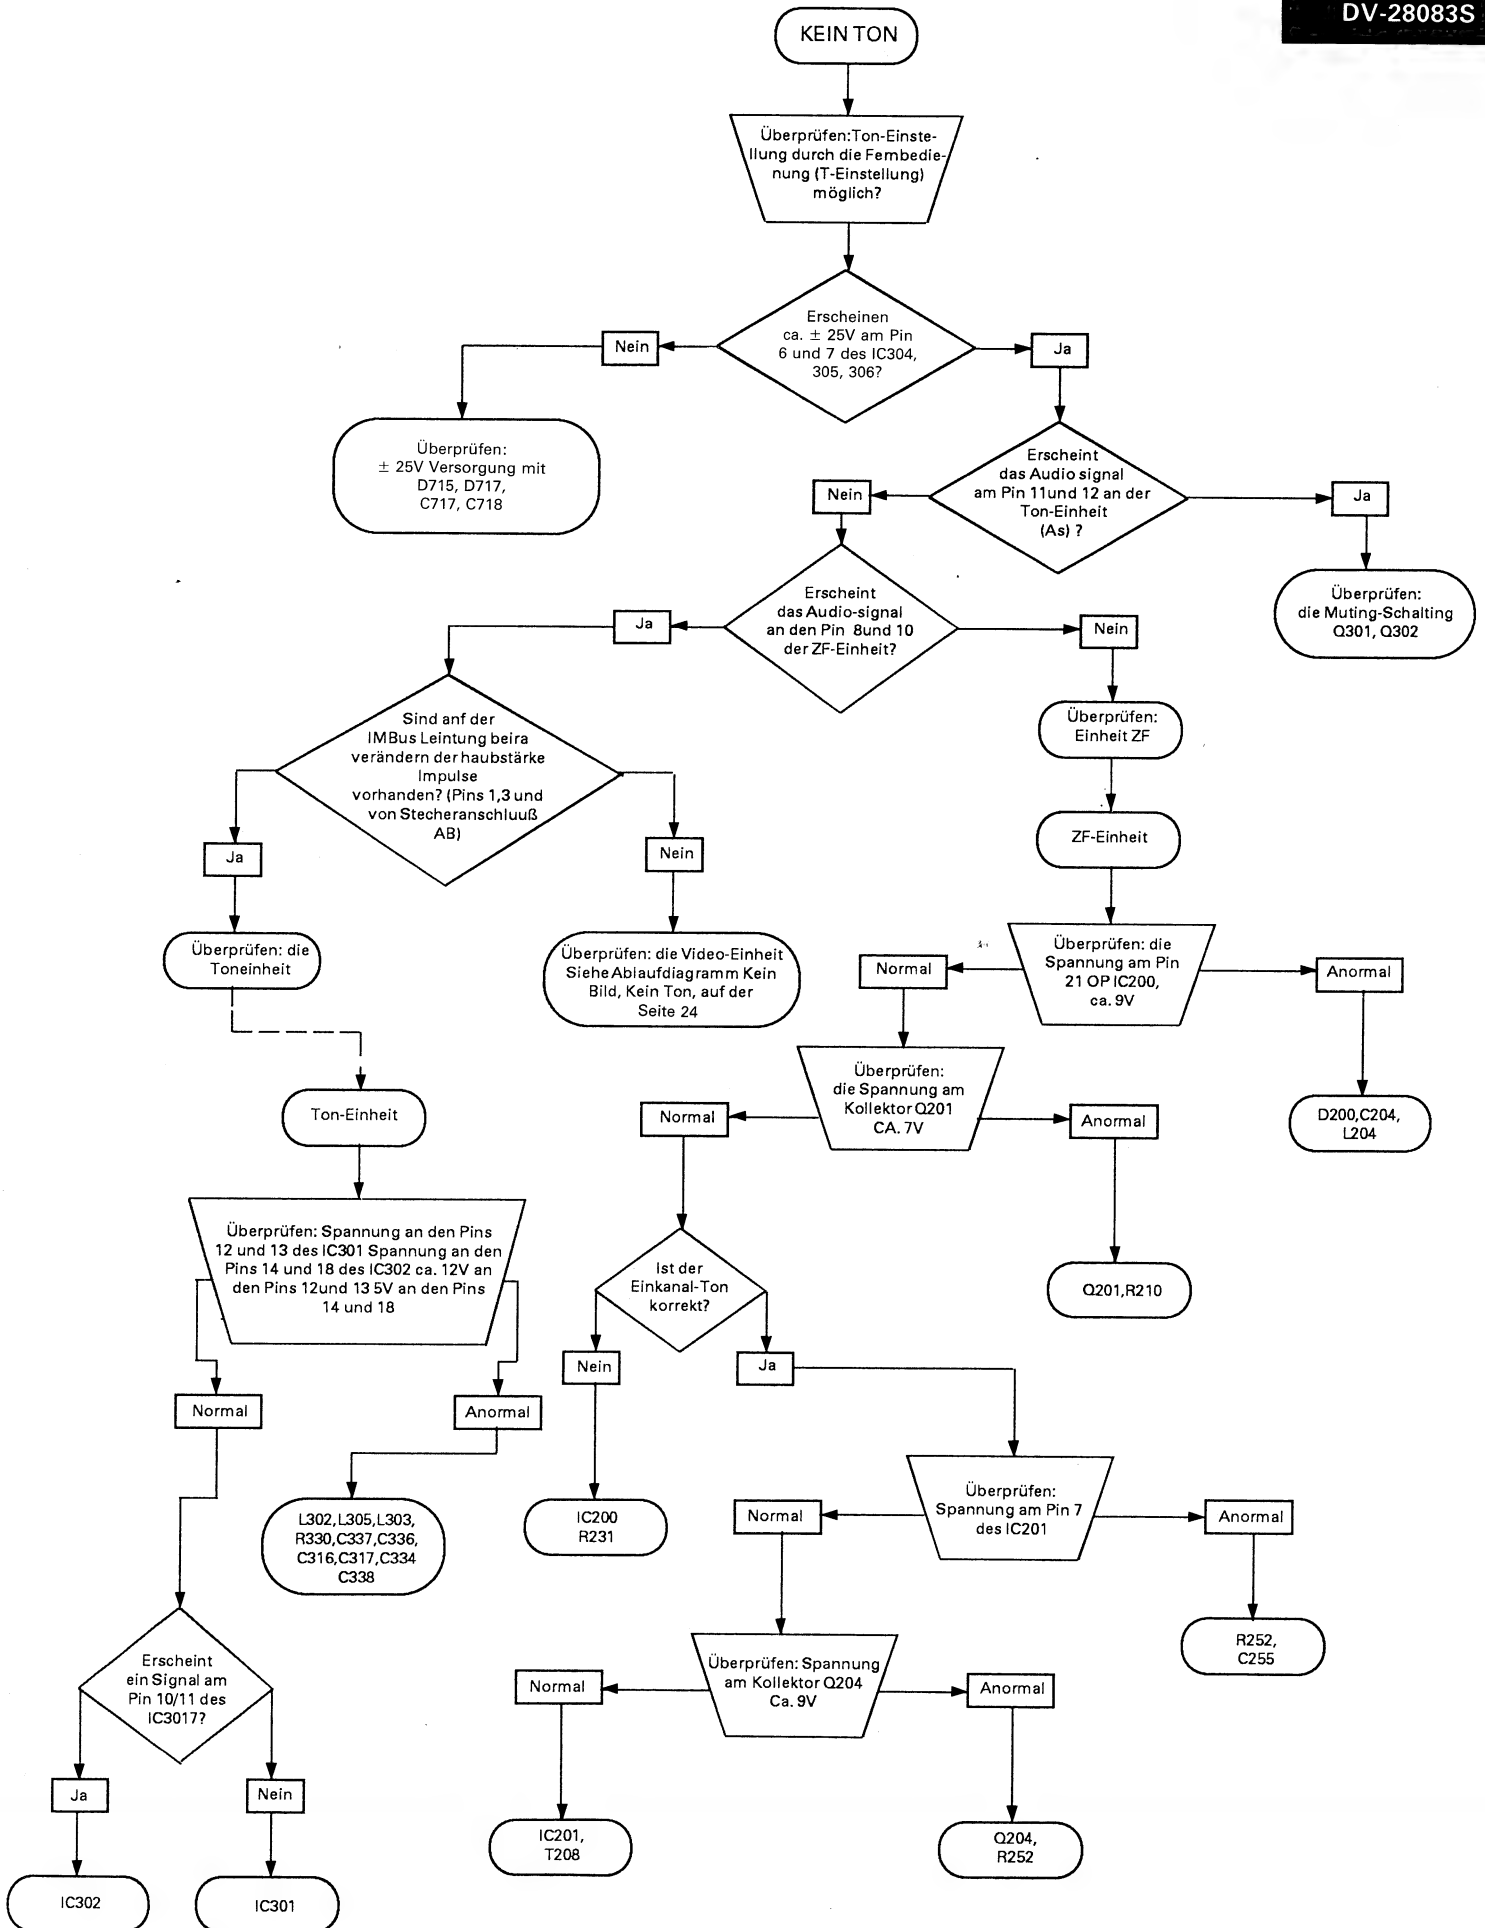 DV-28083S
KEIN TON
Überprüfen:Ton-Einste-
llung durch die Fernbedie-
nung (T-Einstellung)
möglich?
Erscheinen
ca. ± 25V am Pin
6 und 7 des IC304,
305, 306?
Nein
Ja
Überprüfen:
± 25V Versorgung mit
D715, D717,
C717, C718
Erscheint
das Audio signal
am Pin 11und 12 an der
Ton-Einheit
(As) ?
Nein
Ja
Überprüfen:
die Muting-Schalting
Q301, Q302
Erscheint
das Audio-signal
an den Pin 8und 10
der ZF-Einheit?
Ja
Nein
Sind auf der
IMBus Leintung beira
verändern der haubstärke
Impulse
vorhanden? (Pins 1,3 und
von Stecheranschluuß
AB)
Überprüfen:
Einheit ZF
ZF-Einheit
Ja
Nein
Überprüfen: die
Toneinheit
Überprüfen: die Video-Einheit
Siehe Ablaufdiagramm Kein
Bild, Kein Ton, auf der
Seite 24
Überprüfen: die
Spannung am Pin
21 OP IC200,
ca. 9V
Normal
Anormal
Überprüfen:
die Spannung am
Kollektor Q201
CA. 7V
D200,C204,
L204
Normal
Anormal
Ton-Einheit
Überprüfen: Spannung an den Pins
12 und 13 des IC301 Spannung an den
Pins 14 und 18 des IC302 ca. 12V an
den Pins 12und 13 5V an den Pins
14 und 18
Ist der
Einkanal-Ton
korrekt?
Q201,R210
Nein
Ja
Normal
Anormal
L302,L305,L303,
R330,C337,C336,
C316,C317,C334
C338
IC200
R231
Überprüfen:
Spannung am Pin 7
des IC201
Normal
Anormal
R252,
C255
Erscheint
ein Signal am
Pin 10/11 des
IC3017?
Überprüfen: Spannung
am Kollektor Q204
Ca. 9V
Normal
Anormal
Ja
Nein
IC201,
T208
Q204,
R252
IC302
IC301